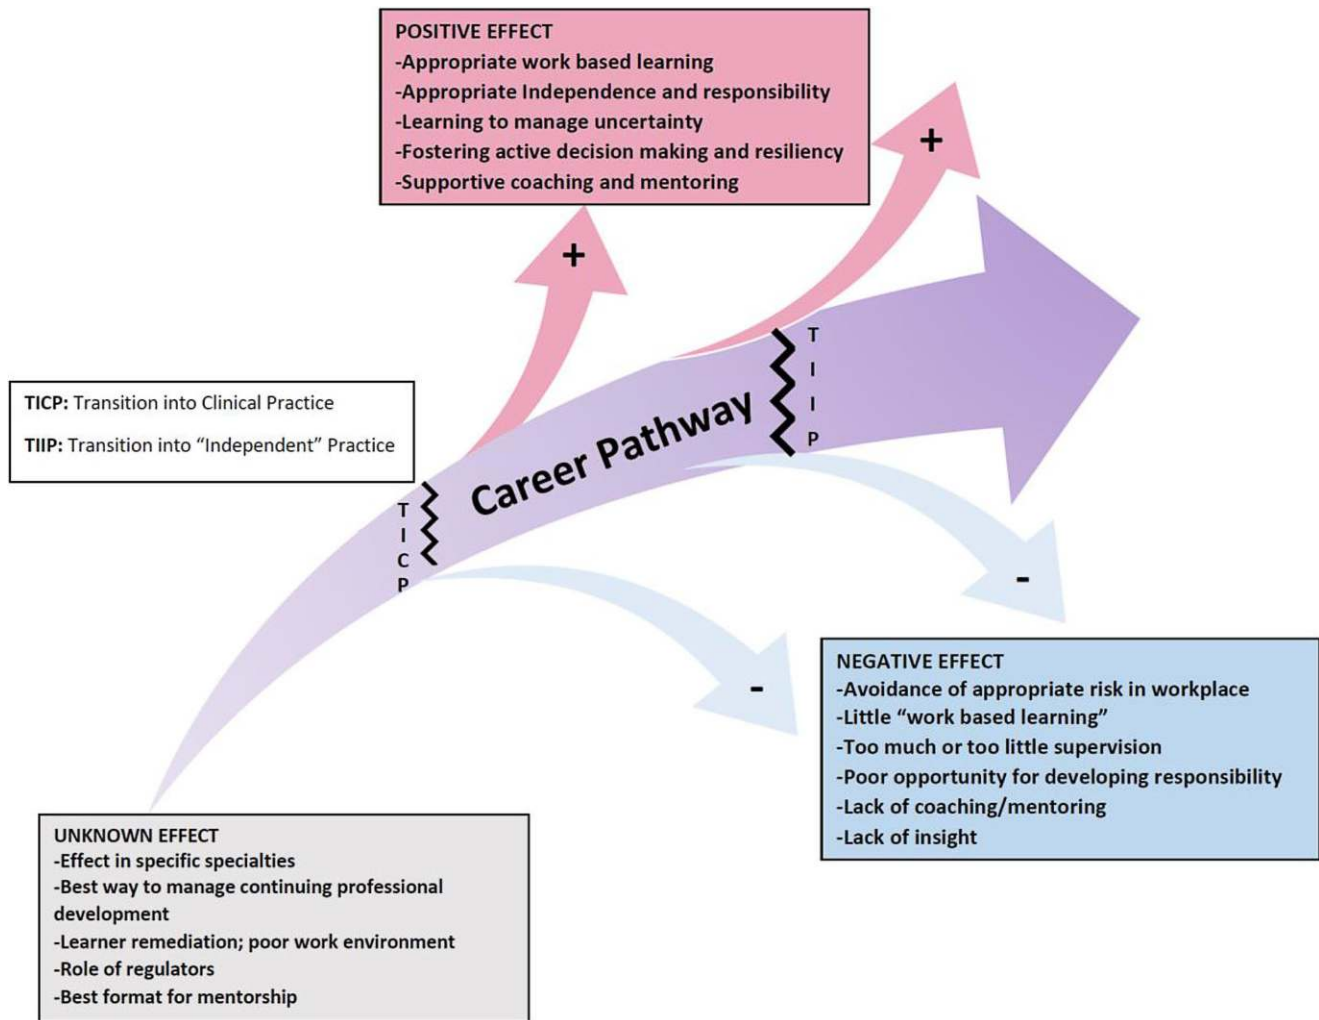 POSITIVE EFFECT
-Appropriate work based learning
-Appropriate Independence and responsibility
-Learning to manage uncertainty
-Fostering active decision making and resiliency
-Supportive coaching and mentoring
+
+
TICP: Transition into Clinical Practice
TIIP: Transition into “Independent” Practice
T
I
C
P
Career Pathway
T
I
I
P
-
-
NEGATIVE EFFECT
-Avoidance of appropriate risk in workplace
-Little “work based learning”
-Too much or too little supervision
-Poor opportunity for developing responsibility
-Lack of coaching/mentoring
-Lack of insight
UNKNOWN EFFECT
-Effect in specific specialties
-Best way to manage continuing professional
development
-Learner remediation; poor work environment
-Role of regulators
-Best format for mentorship